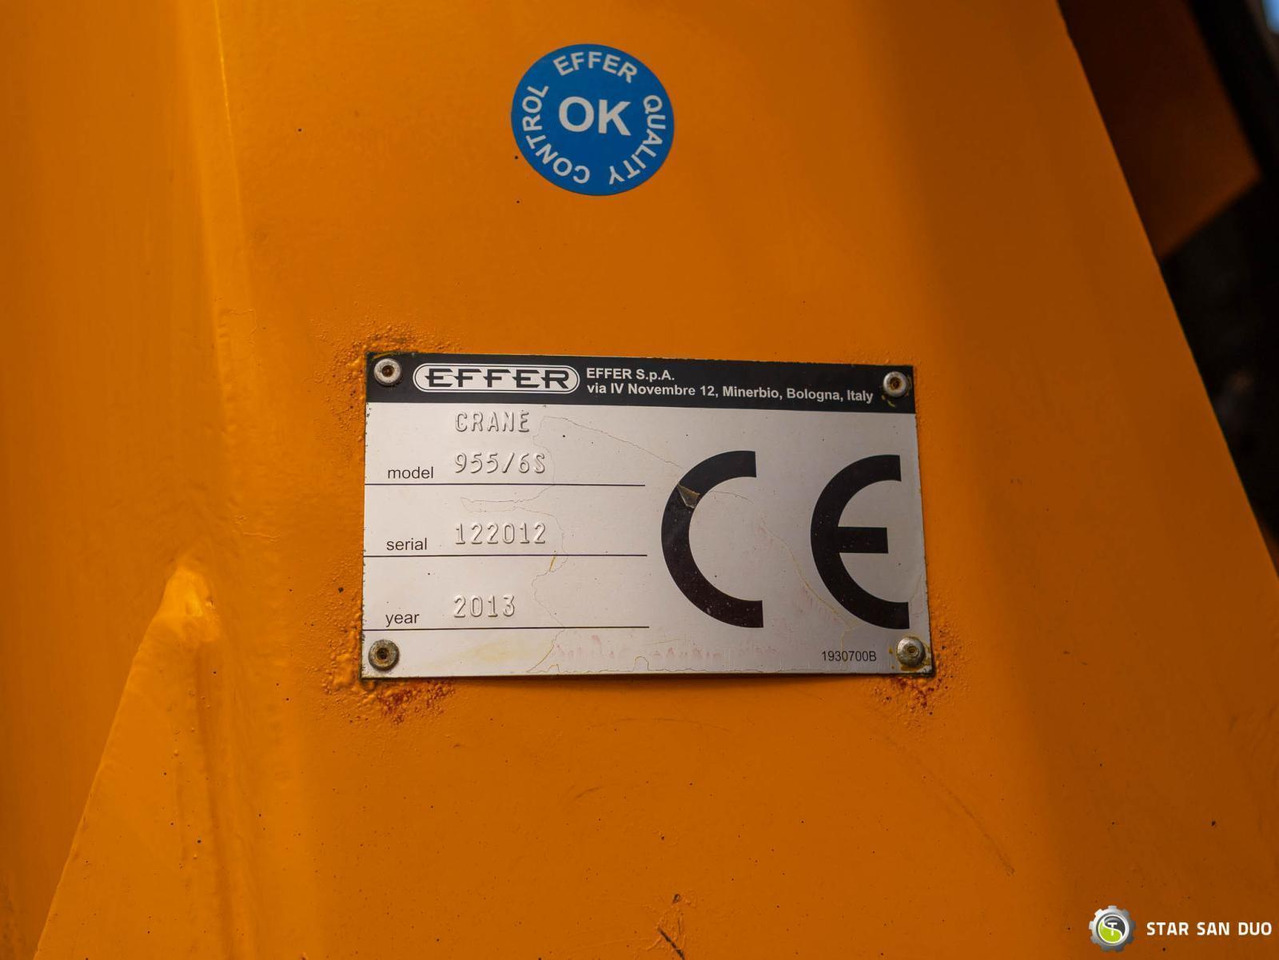 EFFER QUALITY CONTROL
OK
EFFER
EFFER S.p.A.
via IV Novembre 12, Minerbio, Bologna, Italy
CRANE
model 955/6S
serial 122012
year 2013
CE
1930700B
STAR SAN DUO